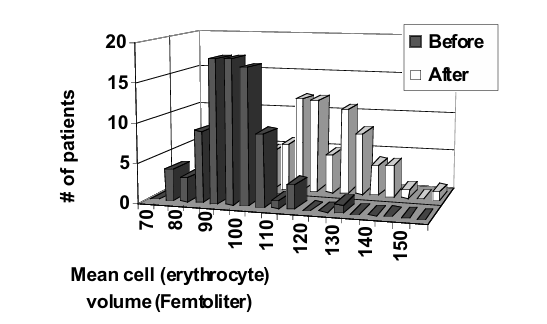 20
15
10
5
0
# of patients
Before
After
70
80
90
100
110
120
130
140
150
Mean cell (erythrocyte)
volume (Femtoliter)